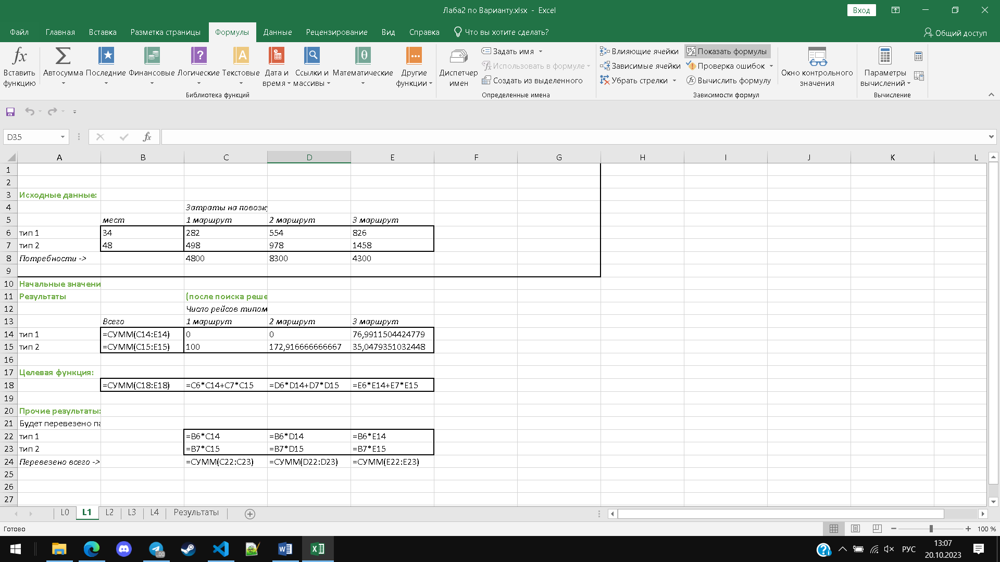 Лаба2 по Варианту.xlsx - Excel
Вход
Файл Главная Вставка Разметка страницы Формулы Данные Рецензирование Вид Справка Что вы хотите сделать? Общий доступ
Вставить функцию
Автосумма
Последние
Финансовые
Логические
Текстовые
Дата и время
Ссылки и массивы
Математические
Другие функции
Библиотека функций
Диспетчер имен
Задать имя
Использовать в формуле
Создать из выделенного
Определенные имена
Влияющие ячейки
Зависимые ячейки
Убрать стрелки
Показать формулы
Проверка ошибок
Вычислить формулу
Зависимости формул
Окно контрольного значения
Параметры вычислений
Вычисление
D35
A B C D E F G H I J K L
1
2
3 Исходные данные:
4 Затраты на повозк
5 мест 1 маршрут 2 маршрут 3 маршрут
6 тип 1 34 282 554 826
7 тип 2 48 498 978 1458
8 Потребности -> 4800 8300 4300
9
10 Начальные значени
11 Результаты (после поиска реше
12 Число рейсов типом
13 Всего 1 маршрут 2 маршрут 3 маршрут
14 тип 1 =СУММ(C14:E14) 0 0 76,9911504424779
15 тип 2 =СУММ(C15:E15) 100 172,916666666667 35,0479351032448
16
17 Целевая функция:
18 =СУММ(C18:E18) =C6*C14+C7*C15 =D6*D14+D7*D15 =E6*E14+E7*E15
19
20 Прочие результаты:
21 Будет перевезено па
22 тип 1 =B6*C14 =B6*D14 =B6*E14
23 тип 2 =B7*C15 =B7*D15 =B7*E15
24 Перевезено всего -> =СУММ(C22:C23) =СУММ(D22:D23) =СУММ(E22:E23)
25
26
27
L0 L1 L2 L3 L4 Результаты
Готово
100 %
РУС
13:07
20.10.2023